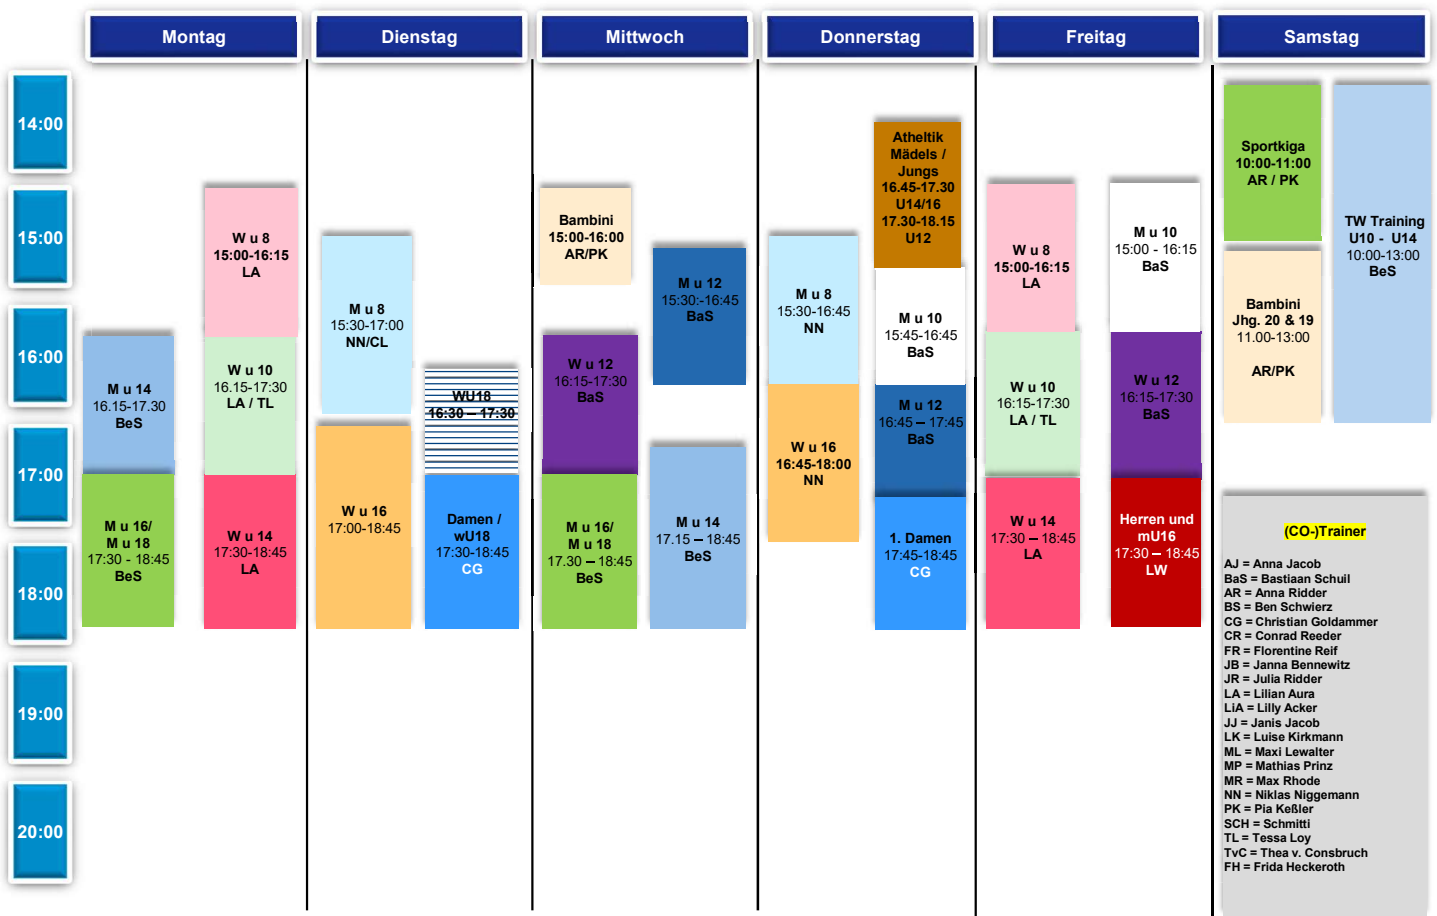 Montag
Dienstag
Mittwoch
Donnerstag
Freitag
Samstag
14:00
15:00
16:00
17:00
18:00
19:00
20:00
W u 8
15:00-16:15
LA
M u 14
16.15-17.30
BeS
W u 10
16.15-17:30
LA / TL
M u 16/
M u 18
17:30 - 18:45
BeS
W u 14
17:30-18:45
LA
M u 8
15:30-17:00
NN/CL
WU18
16:30 – 17:30
W u 16
17:00-18:45
Damen /
wU18
17:30-18:45
CG
Bambini
15:00-16:00
AR/PK
M u 12
15:30:-16:45
BaS
W u 12
16:15-17:30
BaS
M u 16/
M u 18
17.30 – 18:45
BeS
M u 14
17.15 – 18:45
BeS
Atheltik
Mädels /
Jungs
16.45-17.30
U14/16
17.30-18.15
U12
M u 8
15:30-16:45
NN
M u 10
15:45-16:45
BaS
M u 12
16:45 – 17:45
BaS
W u 16
16:45-18:00
NN
1. Damen
17:45-18:45
CG
W u 8
15:00-16:15
LA
M u 10
15:00 - 16:15
BaS
W u 10
16:15-17:30
LA / TL
W u 12
16:15-17:30
BaS
W u 14
17:30 – 18:45
LA
Herren und
mU16
17:30 – 18:45
LW
Sportkiga
10:00-11:00
AR / PK
TW Training
U10 - U14
10:00-13:00
BeS
Bambini
Jhg. 20 & 19
11.00-13:00
AR/PK
(CO-)Trainer
AJ = Anna Jacob
BaS = Bastiaan Schuil
AR = Anna Ridder
BS = Ben Schwierz
CG = Christian Goldammer
CR = Conrad Reeder
FR = Florentine Reif
JB = Janna Bennewitz
JR = Julia Ridder
LA = Lilian Aura
LiA = Lilly Acker
JJ = Janis Jacob
LK = Luise Kirkmann
ML = Maxi Lewalter
MP = Mathias Prinz
MR = Max Rhode
NN = Niklas Niggemann
PK = Pia Keßler
SCH = Schmitti
TL = Tessa Loy
TvC = Thea v. Consbruch
FH = Frida Heckeroth